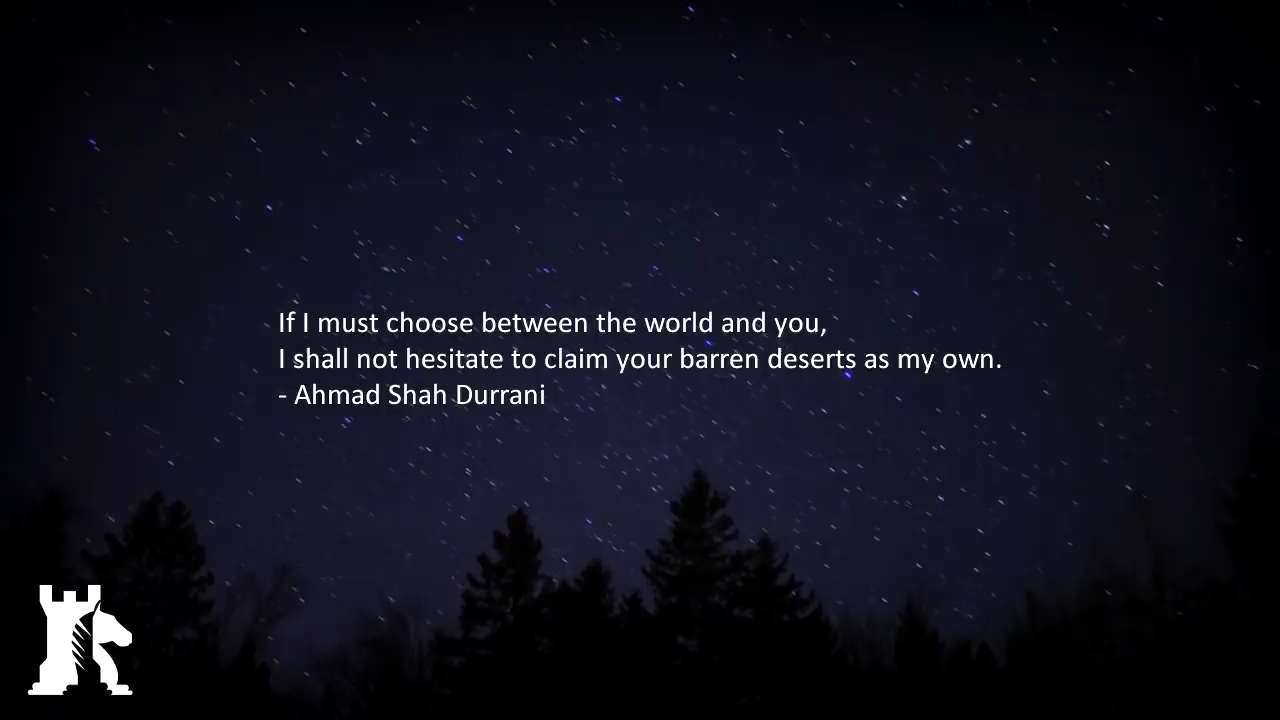 If I must choose between the world and you,
I shall not hesitate to claim your barren deserts as my own.
- Ahmad Shah Durrani